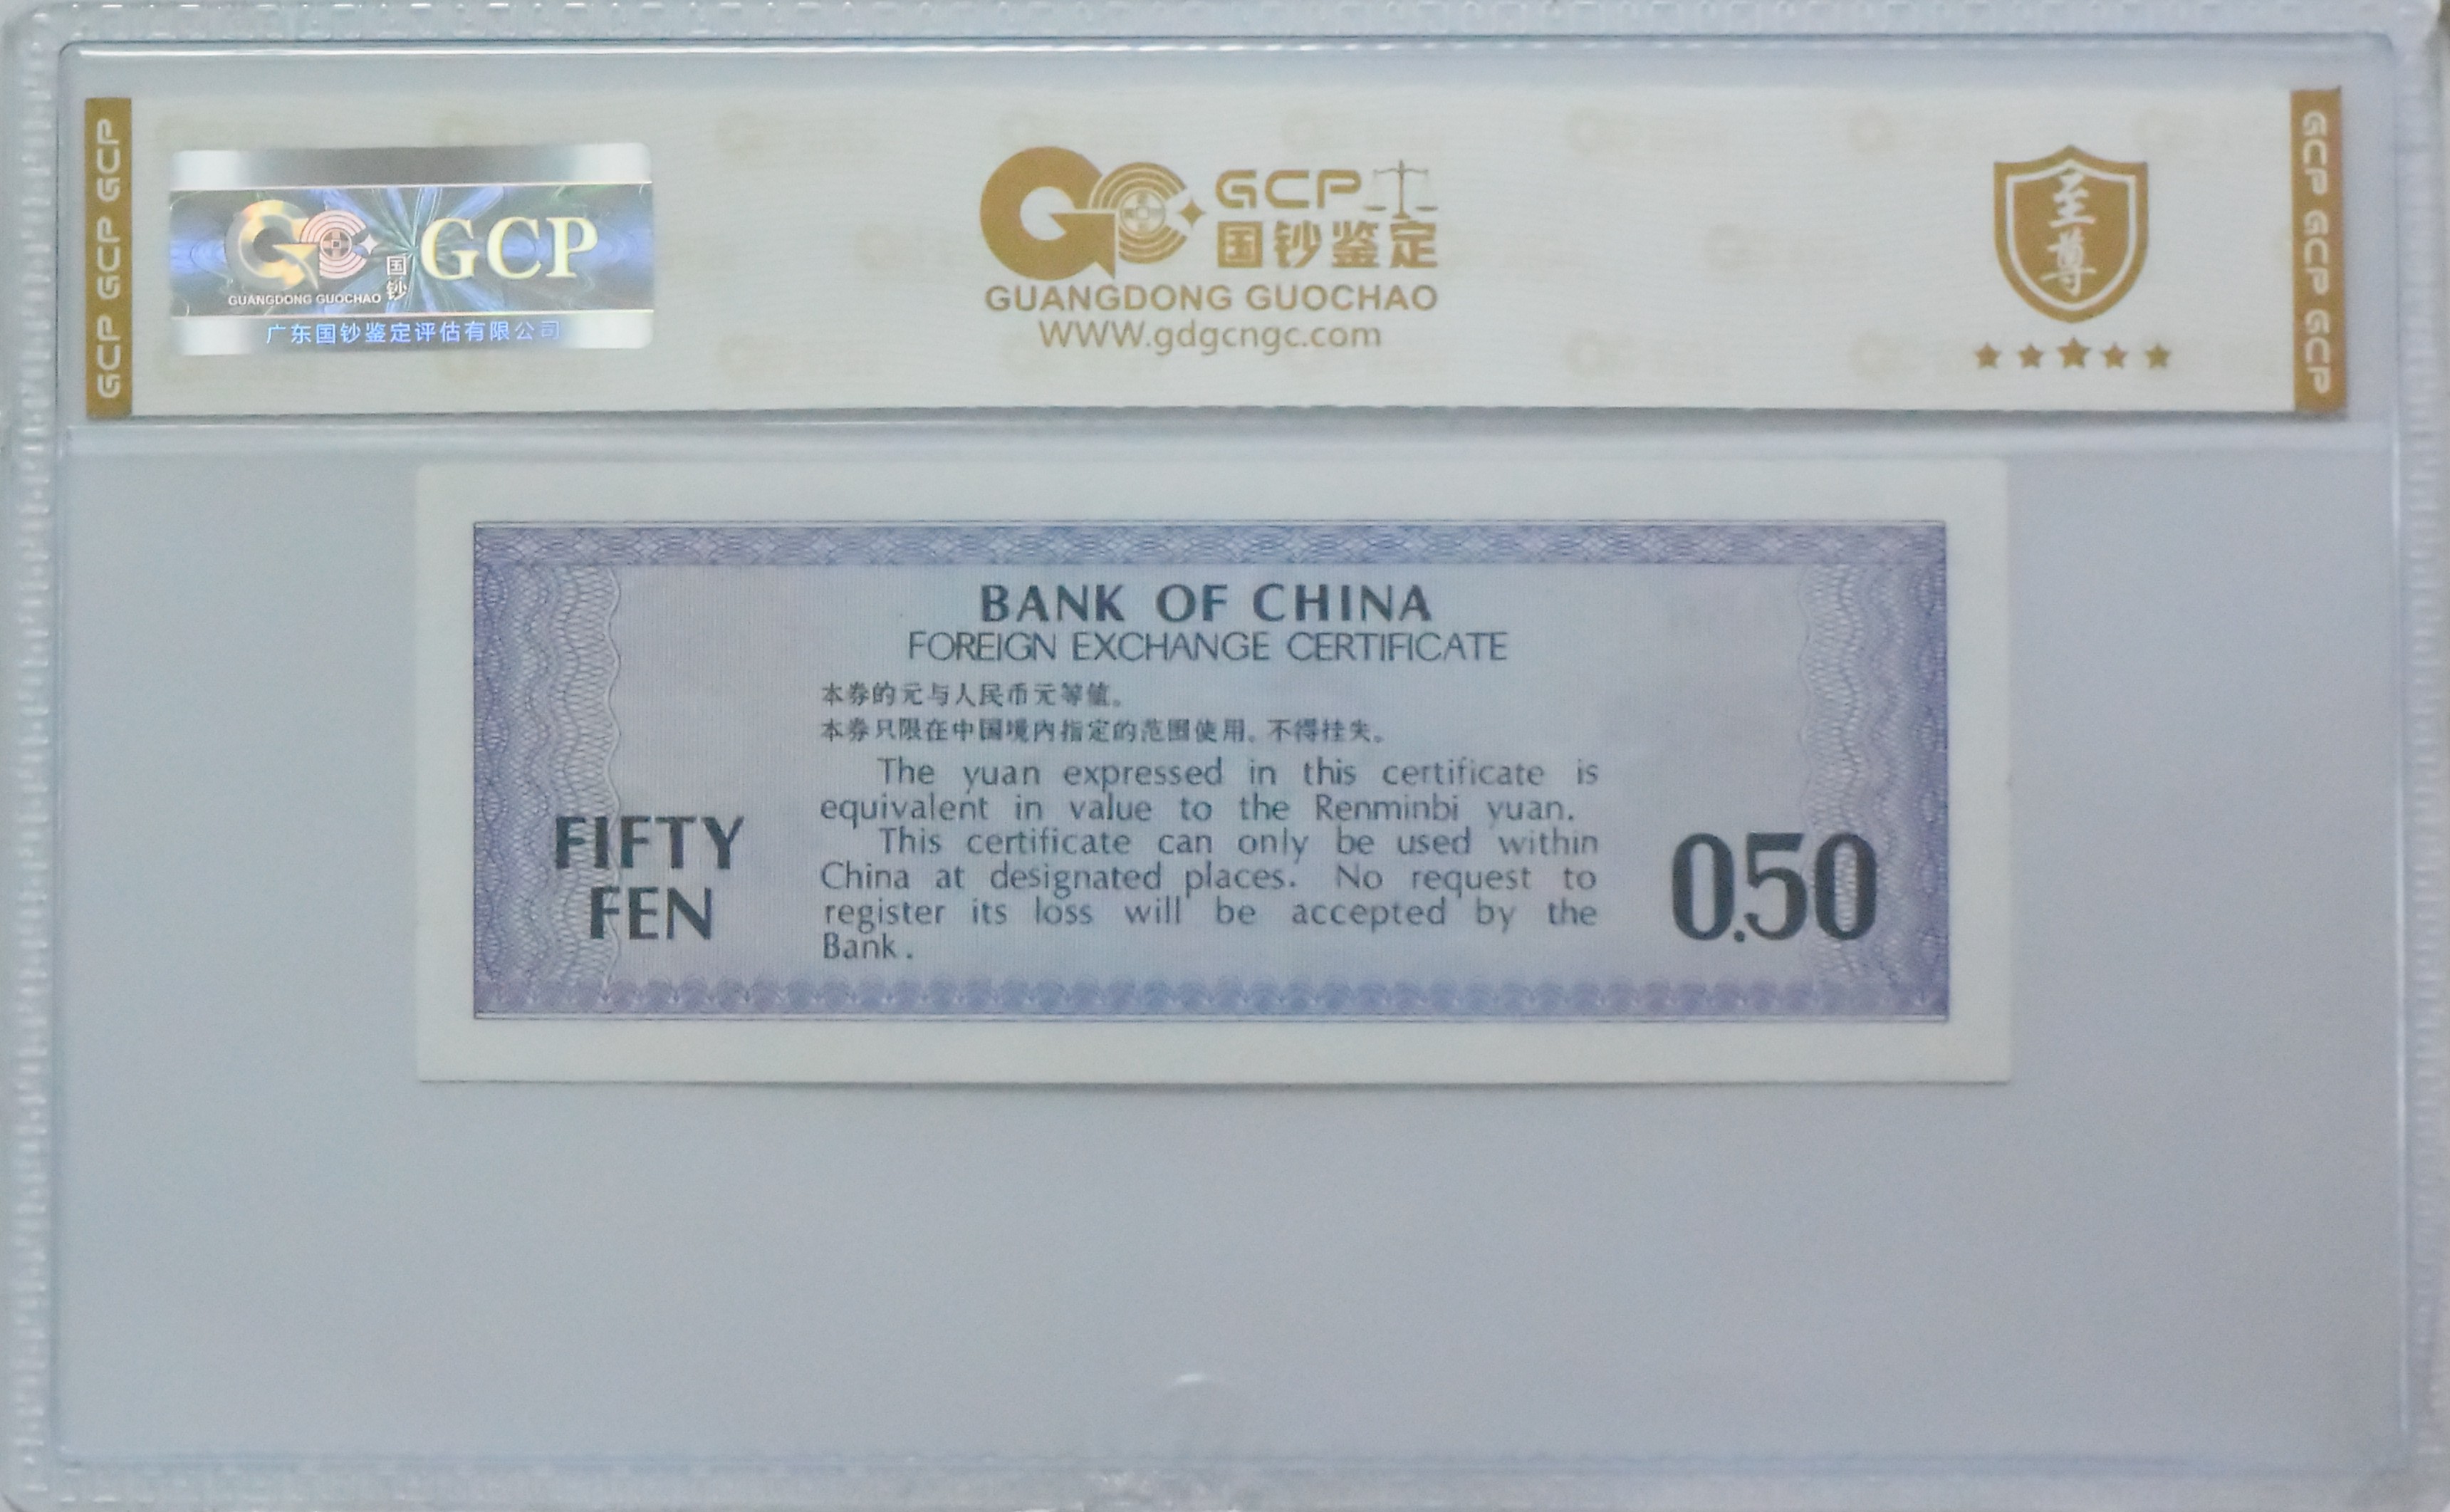 GCP GCP GCP
GCP
国钞
GUANGDONG GUOCHAO
广东国钞鉴定评估有限公司
GCP
国钞鉴定
GUANGDONG GUOCHAO
WWW.gdgcngc.com
至尊
GCP GCP GCP
BANK OF CHINA
FOREIGN EXCHANGE CERTIFICATE
本券的元与人民币元等值。
本券只限在中国境内指定的范围使用。不得挂失。
The yuan expressed in this certificate is
equivalent in value to the Renminbi yuan.
This certificate can only be used within
China at designated places. No request to
register its loss will be accepted by the
Bank.
FIFTY
FEN
0.50